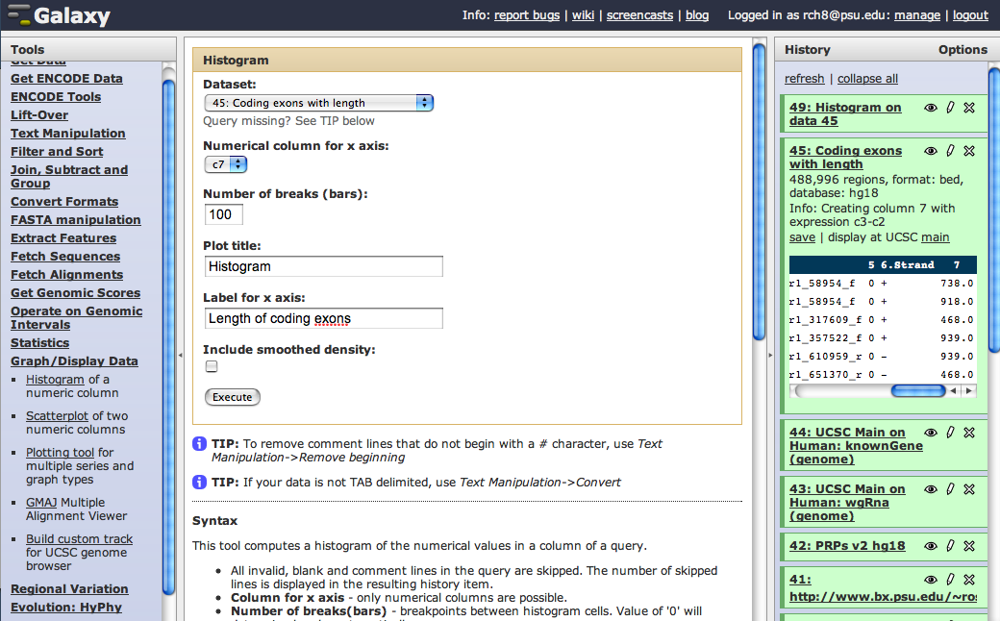 Galaxy
Info: report bugs | wiki | screencasts | blog
Logged in as rch8@psu.edu: manage | logout
Tools
Get Data
Get ENCODE Data
ENCODE Tools
Lift-Over
Text Manipulation
Filter and Sort
Join, Subtract and
Group
Convert Formats
FASTA manipulation
Extract Features
Fetch Sequences
Fetch Alignments
Get Genomic Scores
Operate on Genomic
Intervals
Statistics
Graph/Display Data
Histogram of a
numeric column
Scatterplot of two
numeric columns
Plotting tool for
multiple series and
graph types
GMAJ Multiple
Alignment Viewer
Build custom track
for UCSC genome
browser
Regional Variation
Evolution: HyPhy
Histogram
Dataset:
45: Coding exons with length
Query missing? See TIP below
Numerical column for x axis:
c7
Number of breaks (bars):
100
Plot title:
Histogram
Label for x axis:
Length of coding exons
Include smoothed density:
Execute
TIP: To remove comment lines that do not begin with a # character, use Text
Manipulation->Remove beginning
TIP: If your data is not TAB delimited, use Text Manipulation->Convert
Syntax
This tool computes a histogram of the numerical values in a column of a query.
• All invalid, blank and comment lines in the query are skipped. The number of skipped
lines is displayed in the resulting history item.
• Column for x axis - only numerical columns are possible.
• Number of breaks(bars) - breakpoints between histogram cells. Value of '0' will
History
Options
refresh | collapse all
49: Histogram on
data 45
45: Coding exons
with length
488,996 regions, format: bed,
database: hg18
Info: Creating column 7 with
expression c3-c2
save | display at UCSC main
5 6.Strand 7
r1_58954_f 0 + 738.0
r1_58954_f 0 + 918.0
r1_317609_f 0 + 468.0
r1_357522_f 0 + 939.0
r1_610959_r 0 - 939.0
r1_651370_r 0 - 468.0
44: UCSC Main on
Human: knownGene
(genome)
43: UCSC Main on
Human: wgRna
(genome)
42: PRPs v2 hg18
41:
http://www.bx.psu.edu/~ros